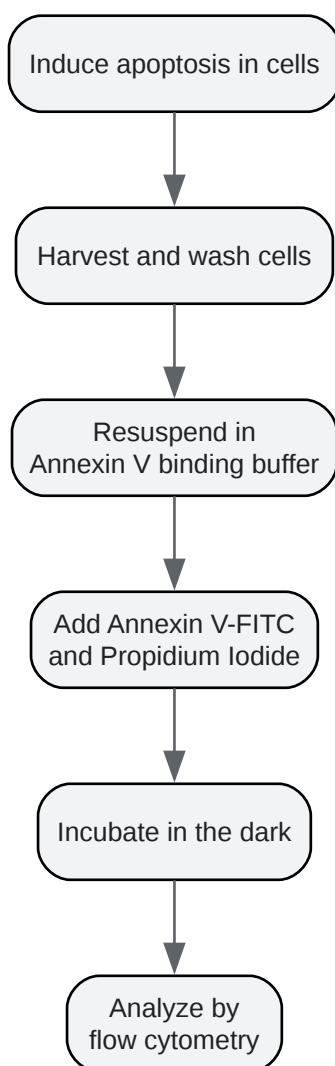 Induce apoptosis in cells
Harvest and wash cells
Resuspend in
Annexin V binding buffer
Add Annexin V-FITC
and Propidium Iodide
Incubate in the dark
Analyze by
flow cytometry